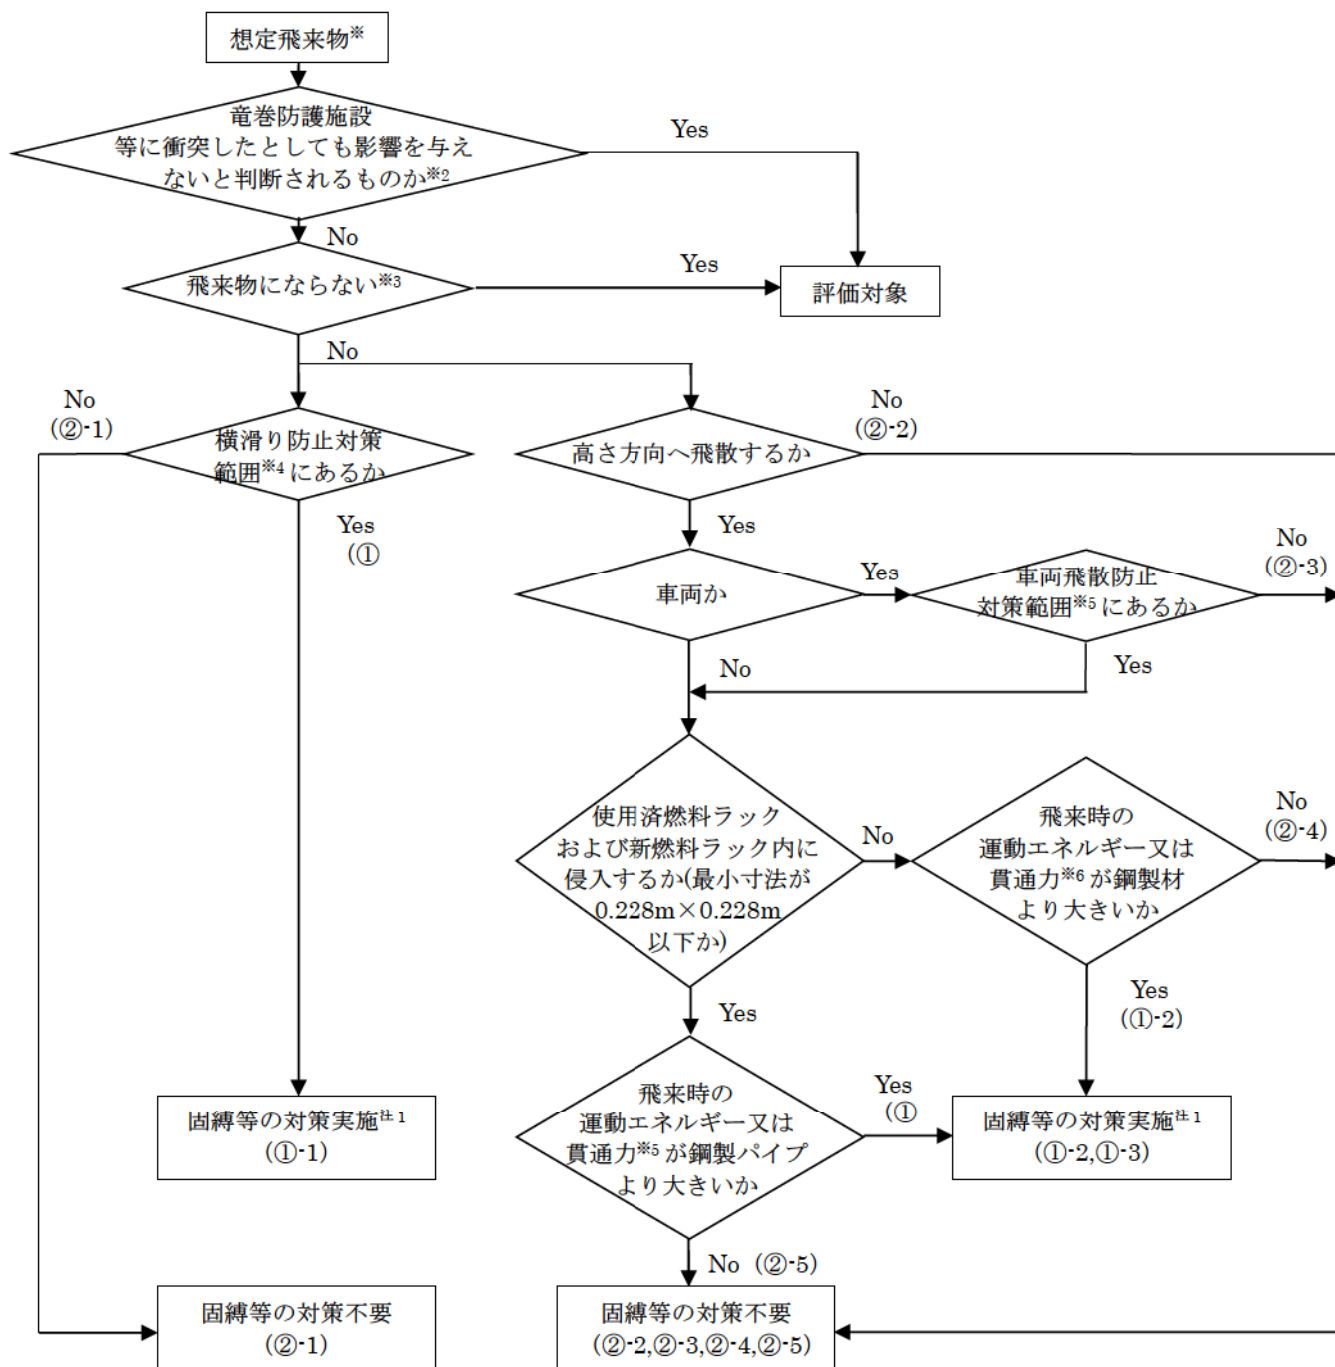 想定飛来物※
竜巻防護施設
等に衝突したとしても影響を与え
ないと判断されるものか※2
Yes
No
飛来物にならない※3
Yes
評価対象
No
No
(②-1)
横滑り防止対策
範囲※4にあるか
Yes
(①
高さ方向へ飛散するか
No
(②-2)
Yes
車両か
Yes
車両飛散防止
対策範囲※5にあるか
No
(②-3)
No
Yes
使用済燃料ラック
および新燃料ラック内に
侵入するか(最小寸法が
0.228m×0.228m
以下か)
No
飛来時の
運動エネルギー又は
貫通力※6が鋼製材
より大きいか
No
(②-4)
Yes
Yes
(①-2)
飛来時の
運動エネルギー又は
貫通力※5が鋼製パイプ
より大きいか
Yes
(①
固縛等の対策実施注1
(①-1)
固縛等の対策実施注1
(①-2,①-3)
No (②-5)
固縛等の対策不要
(②-1)
固縛等の対策不要
(②-2,②-3,②-4,②-5)